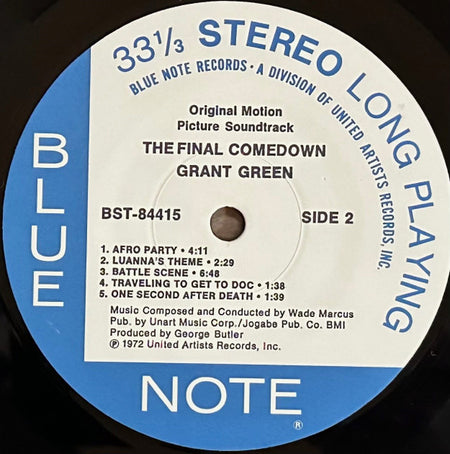 33⅓ STEREO LONG PLAYING
BLUE NOTE RECORDS • A DIVISION OF UNITED ARTISTS RECORDS, INC.
Original Motion
Picture Soundtrack
THE FINAL COMEDOWN
GRANT GREEN
BST-84415 SIDE 2
1. AFRO PARTY • 4:11
2. LUANNA'S THEME • 2:29
3. BATTLE SCENE • 6:48
4. TRAVELING TO GET TO DOC • 1:38
5. ONE SECOND AFTER DEATH • 1:39
Music Composed and Conducted by Wade Marcus
Pub. by Unart Music Corp./Jogabe Pub. Co. BMI
Produced by George Butler
℗ 1972 United Artists Records, Inc.
BLUE
NOTE ®